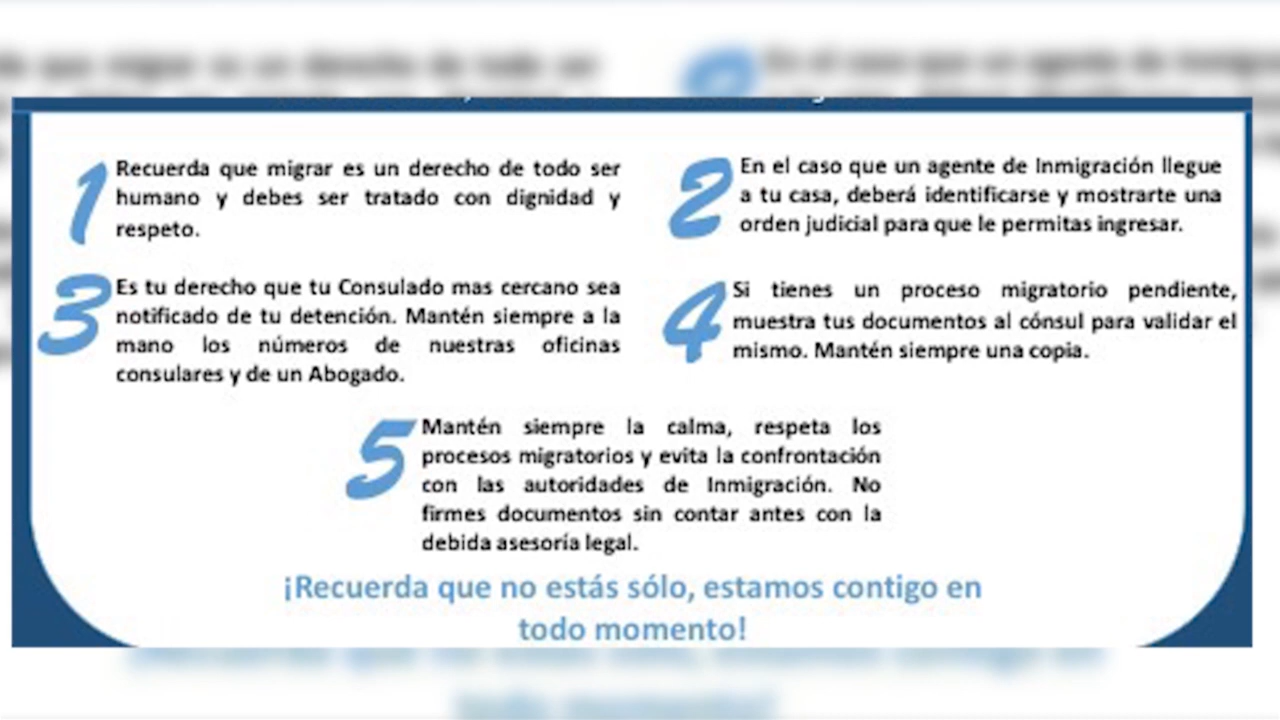 1
Recuerda que migrar es un derecho de todo ser
humano y debes ser tratado con dignidad y
respeto.
2
En el caso que un agente de Inmigración llegue
a tu casa, deberá identificarse y mostrarte una
orden judicial para que le permitas ingresar.
3
Es tu derecho que tu Consulado mas cercano sea
notificado de tu detención. Mantén siempre a la
mano los números de nuestras oficinas
consulares y de un Abogado.
4
Si tienes un proceso migratorio pendiente,
muestra tus documentos al cónsul para validar el
mismo. Mantén siempre una copia.
5
Mantén siempre la calma, respeta los
procesos migratorios y evita la confrontación
con las autoridades de Inmigración. No
firmes documentos sin contar antes con la
debida asesoría legal.
¡Recuerda que no estás sólo, estamos contigo en
todo momento!